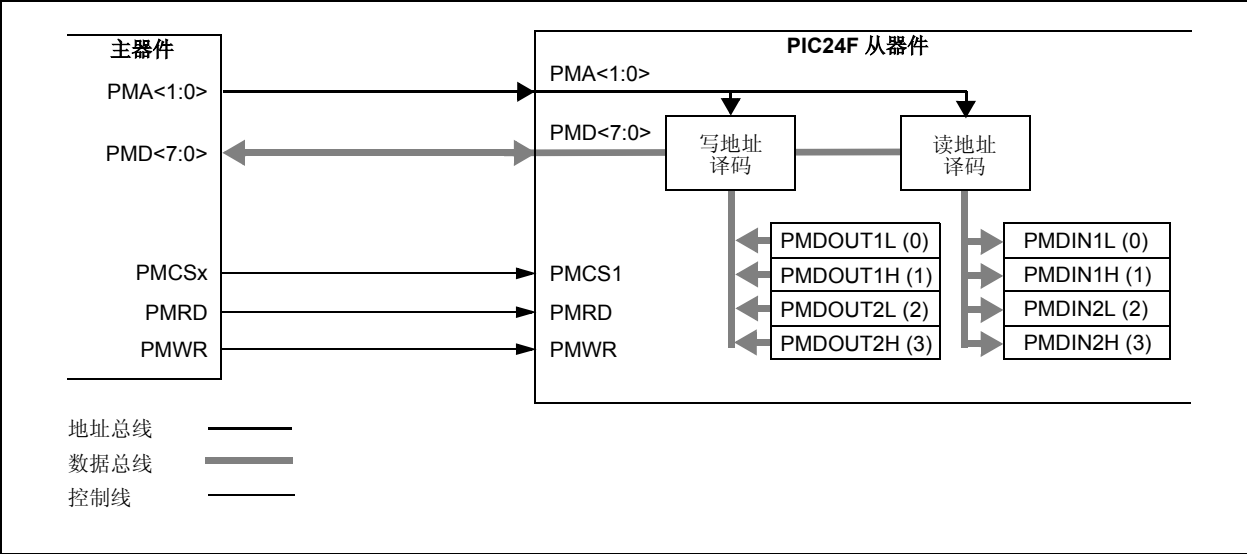 主器件
PIC24F 从器件
PMA<1:0>
PMA<1:0>
PMD<7:0>
PMD<7:0>
写地址
译码
读地址
译码
PMDOUT1L (0)
PMDIN1L (0)
PMCSx
PMCS1
PMDOUT1H (1)
PMDIN1H (1)
PMRD
PMRD
PMDOUT2L (2)
PMDIN2L (2)
PMWR
PMWR
PMDOUT2H (3)
PMDIN2H (3)
地址总线
数据总线
控制线